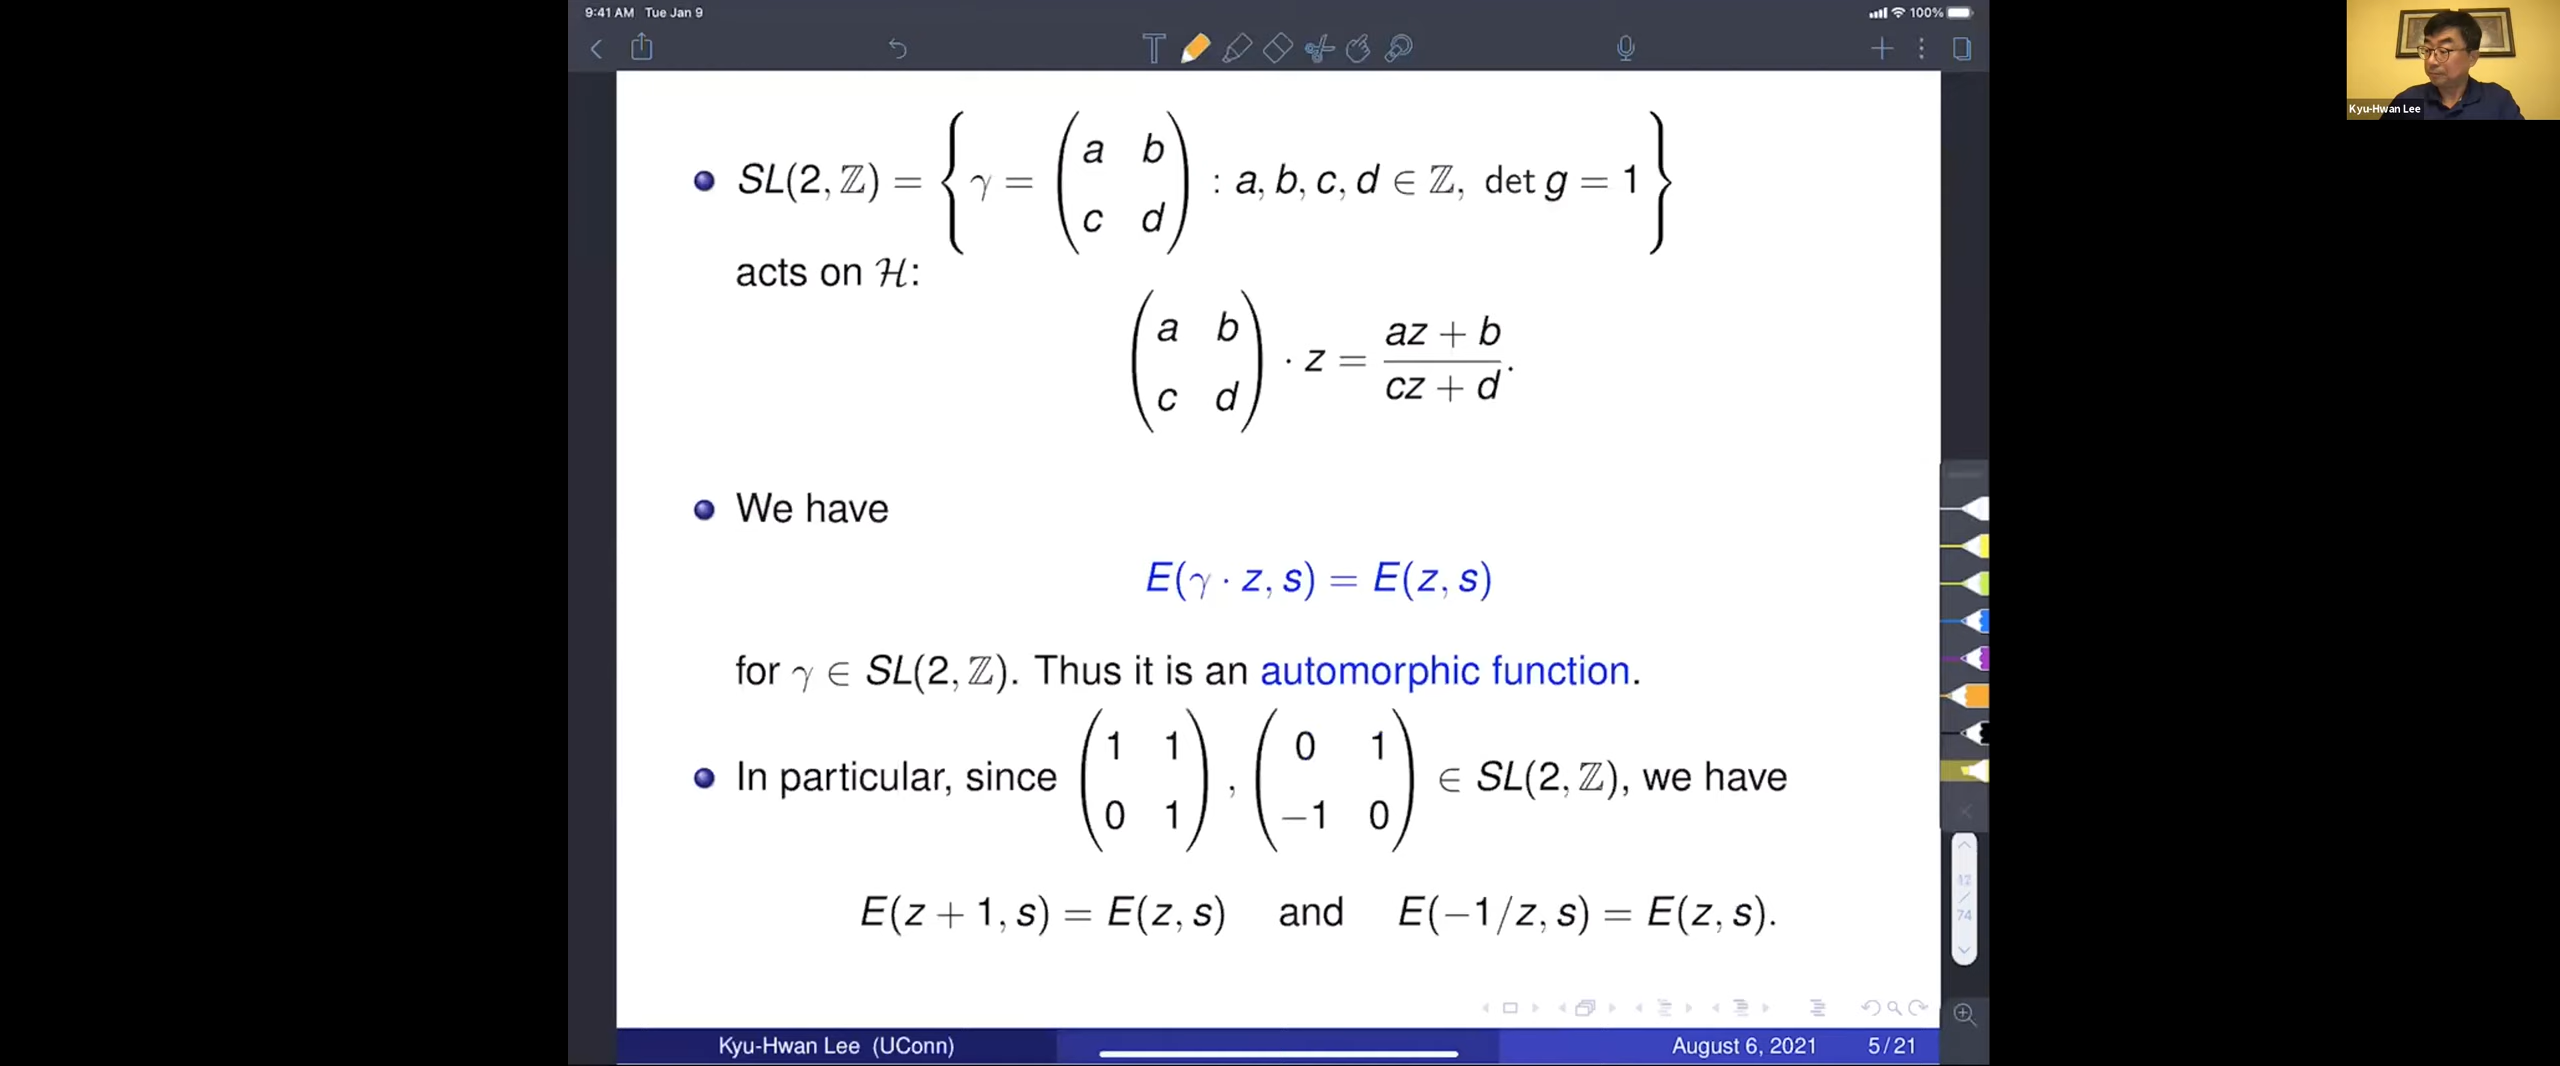 9:41 AM Tue Jan 9
100%
Kyu-Hwan Lee
SL(2, ℤ) = { γ = ( a b
c d ) : a, b, c, d ∈ ℤ, det g = 1 }
acts on ℋ:
( a b
c d ) · z = az + b
cz + d .
We have
E(γ · z, s) = E(z, s)
for γ ∈ SL(2, ℤ). Thus it is an automorphic function.
In particular, since ( 1 1
0 1 ) , ( 0 1
−1 0 ) ∈ SL(2, ℤ), we have
E(z + 1, s) = E(z, s) and E(−1/z, s) = E(z, s).
12
/
74
Kyu-Hwan Lee (UConn) August 6, 2021 5 / 21